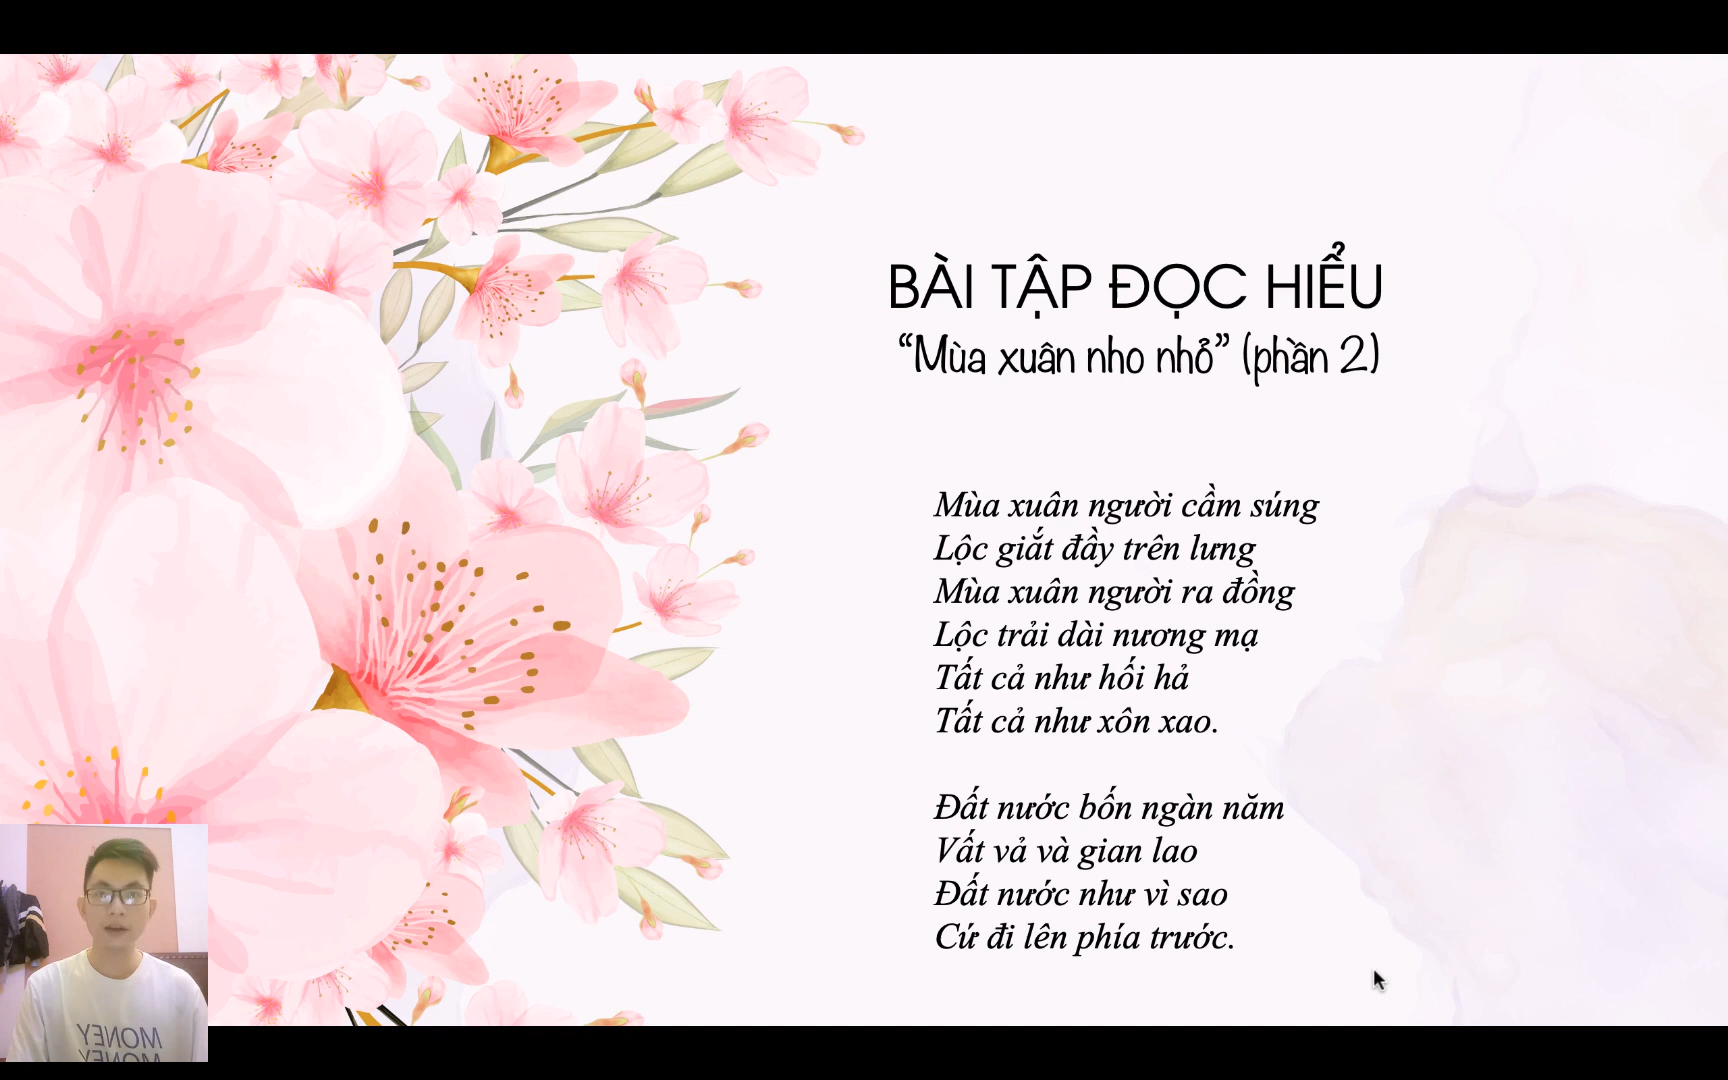 BÀI TẬP ĐỌC HIỂU
“Mùa xuân nho nhỏ” (phần 2)
Mùa xuân người cầm súng
Lộc giắt đầy trên lưng
Mùa xuân người ra đồng
Lộc trải dài nương mạ
Tất cả như hối hả
Tất cả như xôn xao.
Đất nước bốn ngàn năm
Vất vả và gian lao
Đất nước như vì sao
Cứ đi lên phía trước.
MONEY
MONEY